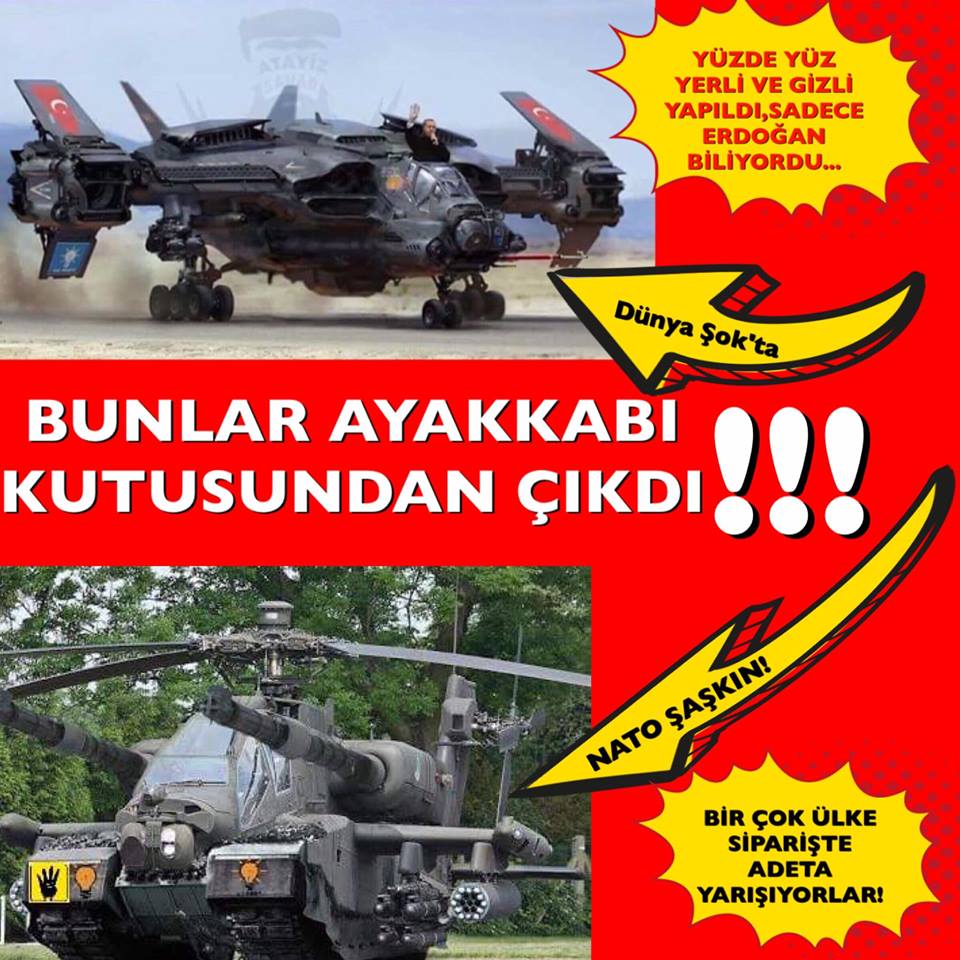 ATAYİZ
YÜZDE YÜZ
YERLİ VE GİZLİ
YAPILDI,SADECE
ERDOĞAN
BİLİYORDU...
Dünya Şok'ta
BUNLAR AYAKKABI
KUTUSUNDAN ÇIKDI !!!
NATO ŞAŞKIN!
BİR ÇOK ÜLKE
SİPARİŞTE
ADETA
YARIŞIYORLAR!